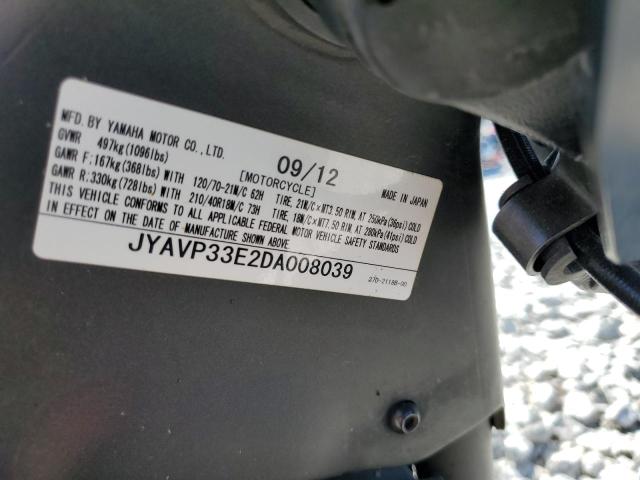 MFD. BY YAMAHA MOTOR CO., LTD. 09/12
GVWR 497kg(1096lbs) [MOTORCYCLE] MADE IN JAPAN
GAWR F:167kg(368lbs) WITH 120/70-21M/C 62H TIRE, 21M/C×MT3.50 RIM, AT 250kPa(36psi) COLD
GAWR R:330kg(728lbs) WITH 210/40R18M/C 73H TIRE 18M/C×MT7.50 RIM, AT 280kPa(41psi) COLD
THIS VEHICLE CONFORMS TO ALL APPLICABLE FEDERAL MOTOR VEHICLE SAFETY STANDARDS
IN EFFECT ON THE DATE OF MANUFACTURE SHOWN ABOVE.
JYAVP33E2DA008039
27D-2118B-00